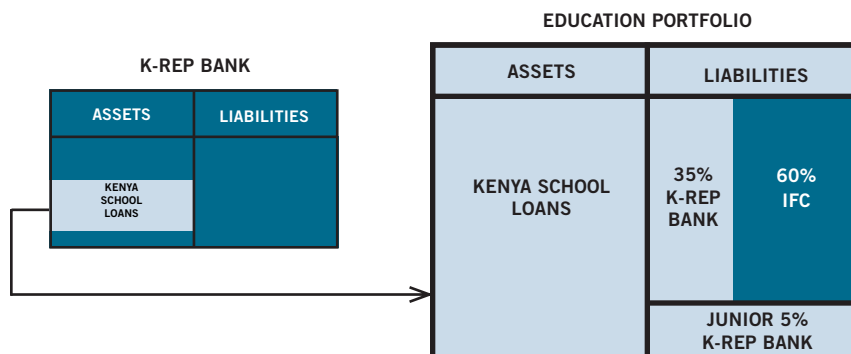 EDUCATION PORTFOLIO
K-REP BANK
ASSETS
LIABILITIES
ASSETS
LIABILITIES
KENYA
SCHOOL
LOANS
KENYA SCHOOL
LOANS
35%
K-REP
BANK
60%
IFC
JUNIOR 5%
K-REP BANK